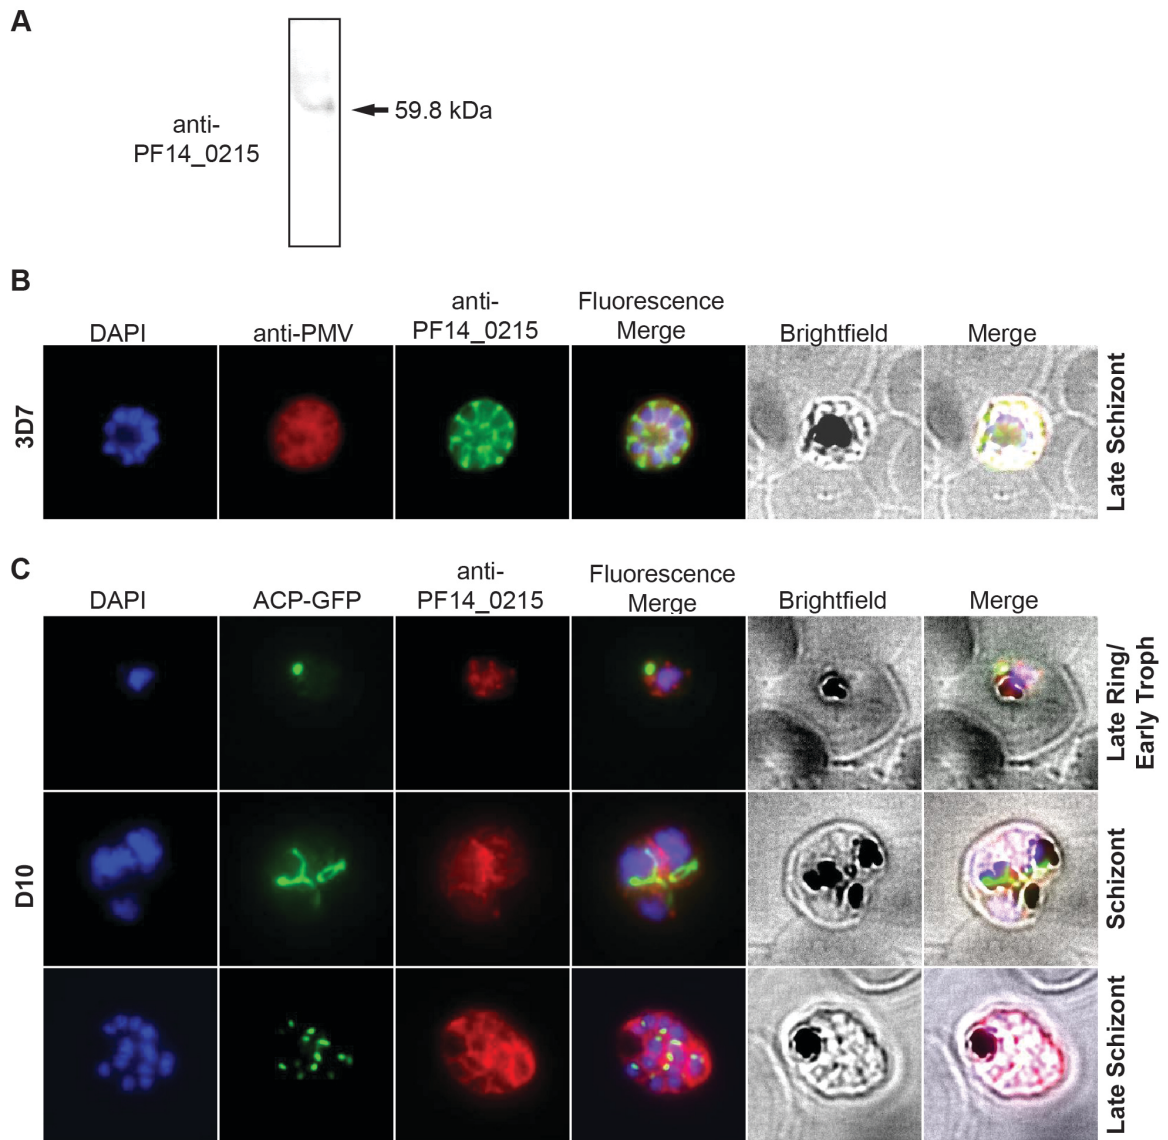 A
anti-
PF14_0215
59.8 kDa
B
DAPI
anti-PMV
anti-
PF14_0215
Fluorescence
Merge
Brightfield
Merge
3D7
Late Schizont
C
DAPI
ACP-GFP
anti-
PF14_0215
Fluorescence
Merge
Brightfield
Merge
D10
Late Ring/
Early Troph
Schizont
Late Schizont